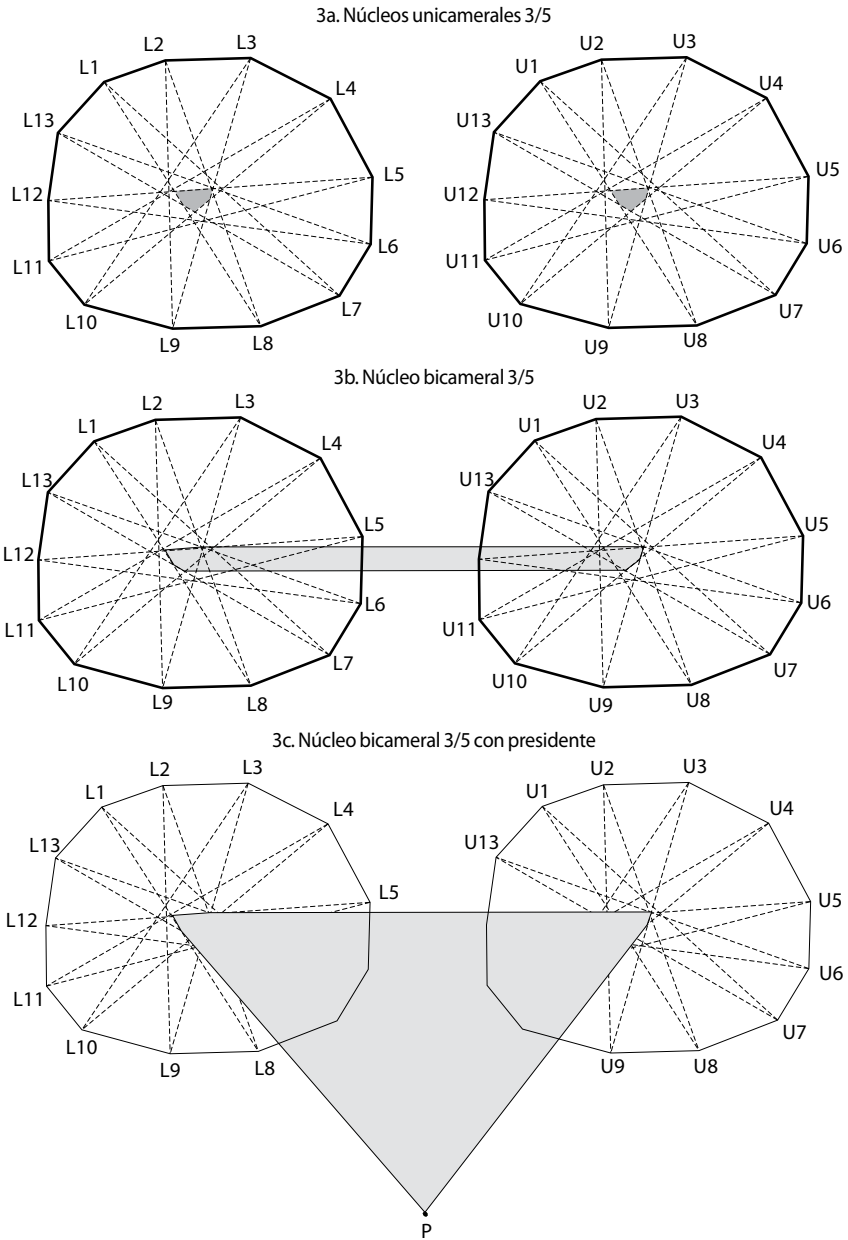 3a. Núcleos unicamerales 3/5
L1
L2
L3
L4
L5
L6
L7
L8
L9
L10
L11
L12
L13
U1
U2
U3
U4
U5
U6
U7
U8
U9
U10
U11
U12
U13
3b. Núcleo bicameral 3/5
L1
L2
L3
L4
L5
L6
L7
L8
L9
L10
L11
L12
L13
U1
U2
U3
U4
U5
U6
U7
U8
U9
U10
U11
U13
3c. Núcleo bicameral 3/5 con presidente
L1
L2
L3
L4
L5
L8
L9
L10
L11
L12
L13
U1
U2
U3
U4
U5
U6
U7
U8
U9
U13
P